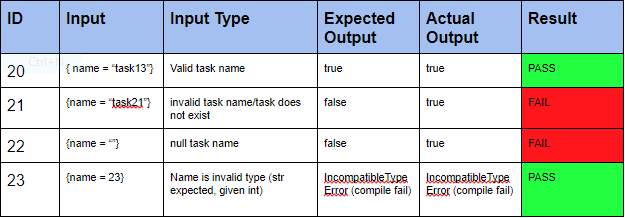 ID Input Input Type Expected Output Actual Output Result
20 { name = “task13”} Valid task name true true PASS
21 {name = “task21”} invalid task name/task does not exist false true FAIL
22 {name = “”} null task name false true FAIL
23 {name = 23} Name is invalid type (str expected, given int) IncompatibleType Error (compile fail) IncompatibleType Error (compile fail) PASS